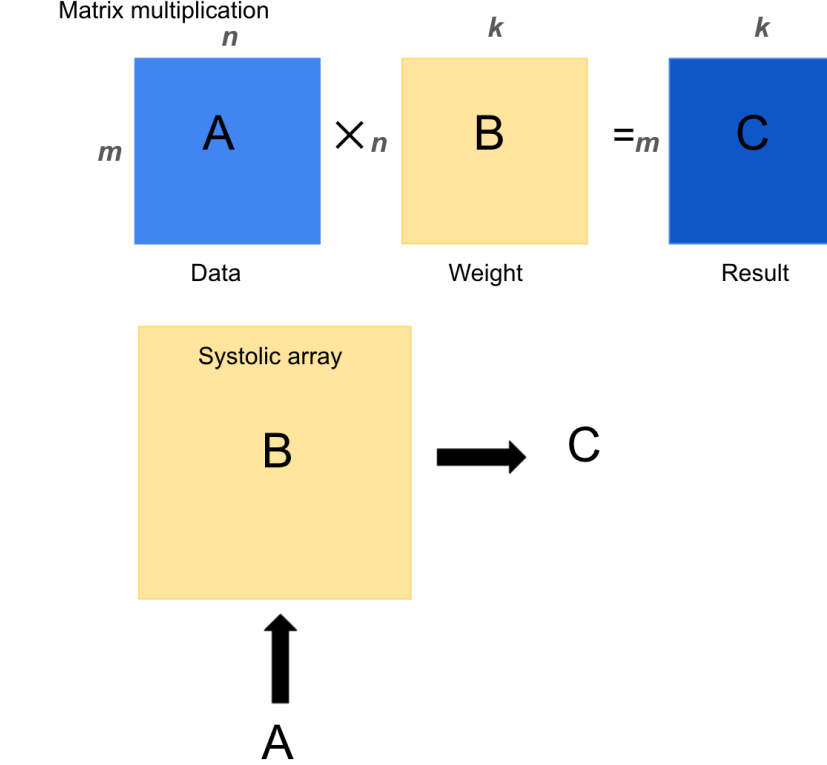 Matrix multiplication
n
k
k
m
A
×
n
B
=
m
C
Data
Weight
Result
Systolic array
B
C
A